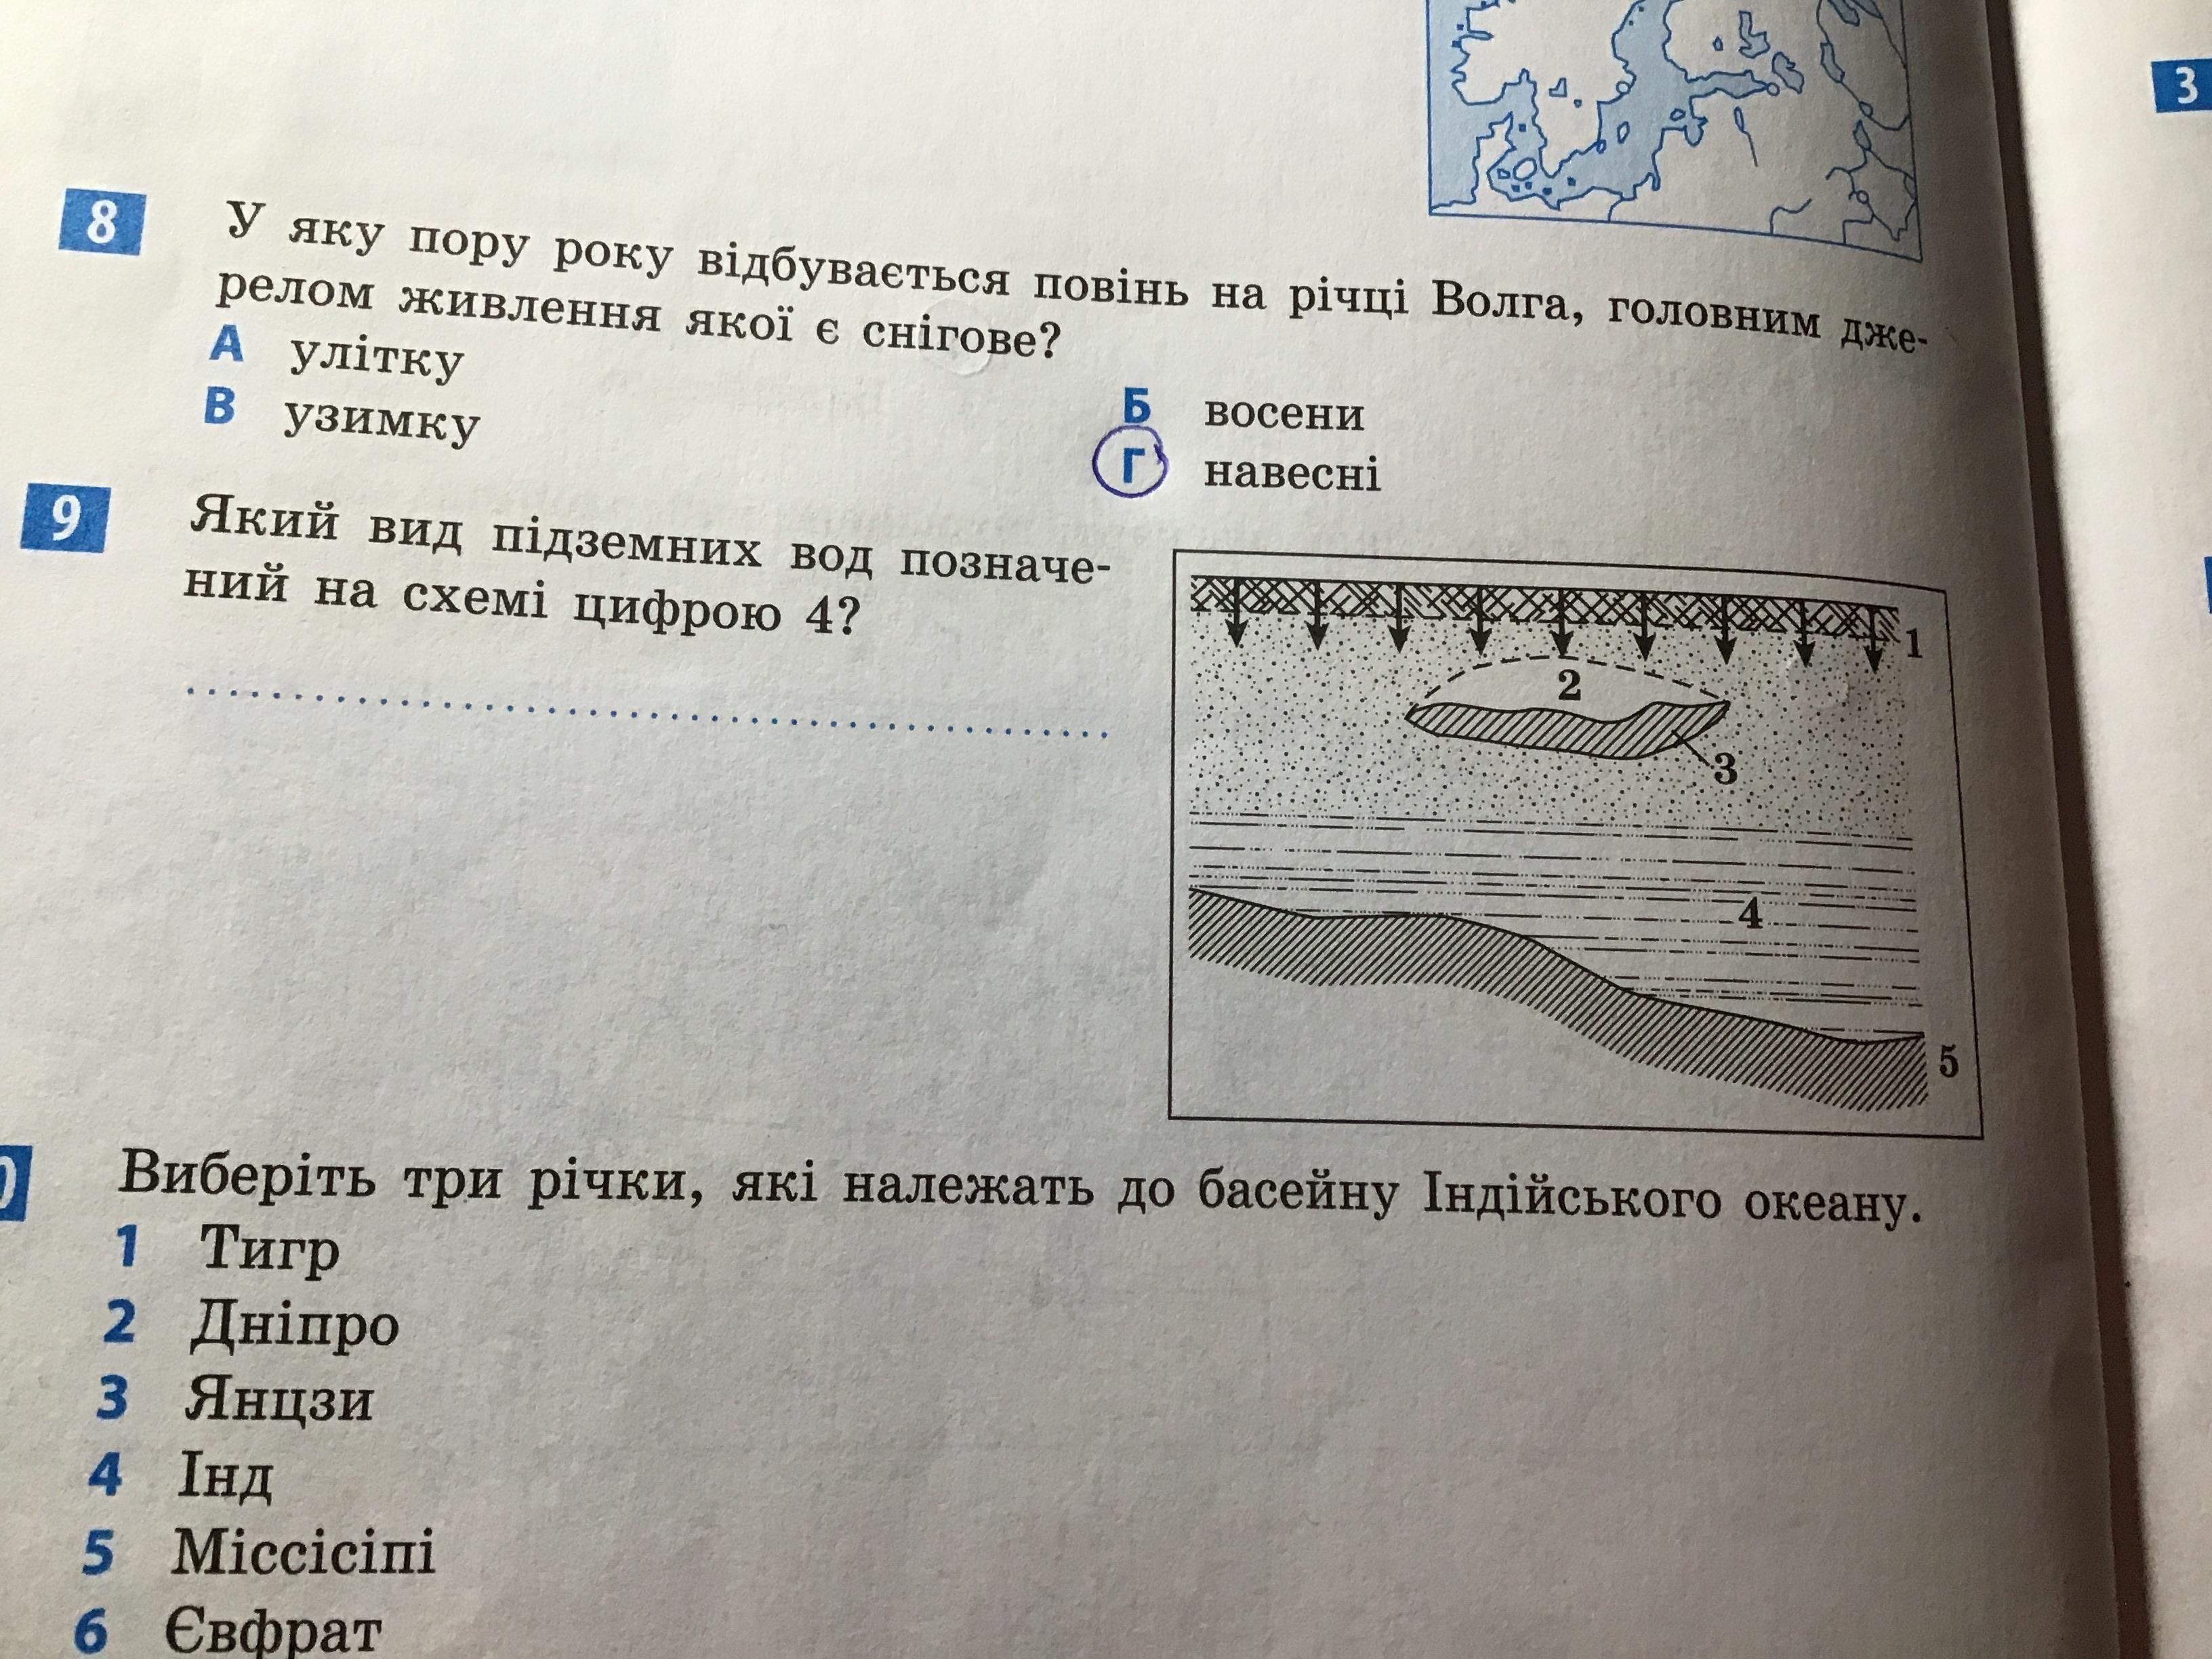 3
8 У яку пору року відбувається повінь на річці Волга, головним дже-
релом живлення якої є снігове?
А улітку
Б восени
В узимку
Г навесні
9 Який вид підземних вод позначе-
ний на схемі цифрою 4?
1
2
3
4
5
0 Виберіть три річки, які належать до басейну Індійського океану.
1 Тигр
2 Дніпро
3 Янцзи
4 Інд
5 Міссісіпі
6 Євфрат